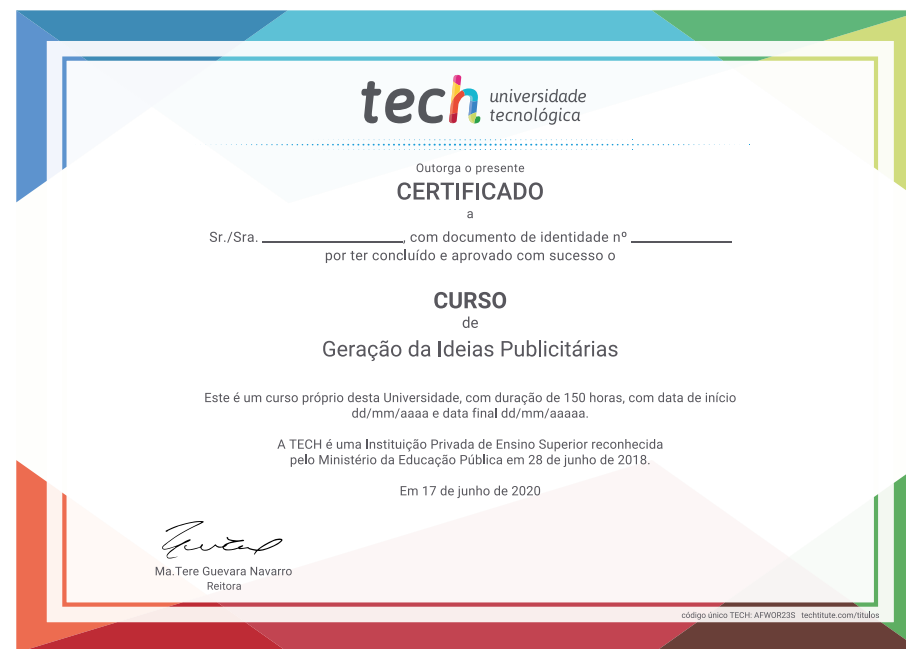 tech universidade
tecnológica
Outorga o presente
CERTIFICADO
a
Sr./Sra. ____________________, com documento de identidade nº ______________
por ter concluído e aprovado com sucesso o
CURSO
de
Geração da Ideias Publicitárias
Este é um curso próprio desta Universidade, com duração de 150 horas, com data de início
dd/mm/aaaa e data final dd/mm/aaaaa.
A TECH é uma Instituição Privada de Ensino Superior reconhecida
pelo Ministério da Educação Pública em 28 de junho de 2018.
Em 17 de junho de 2020
Ma.Tere Guevara Navarro
Reitora
código único TECH: AFWOR23S techtitute.com/títulos